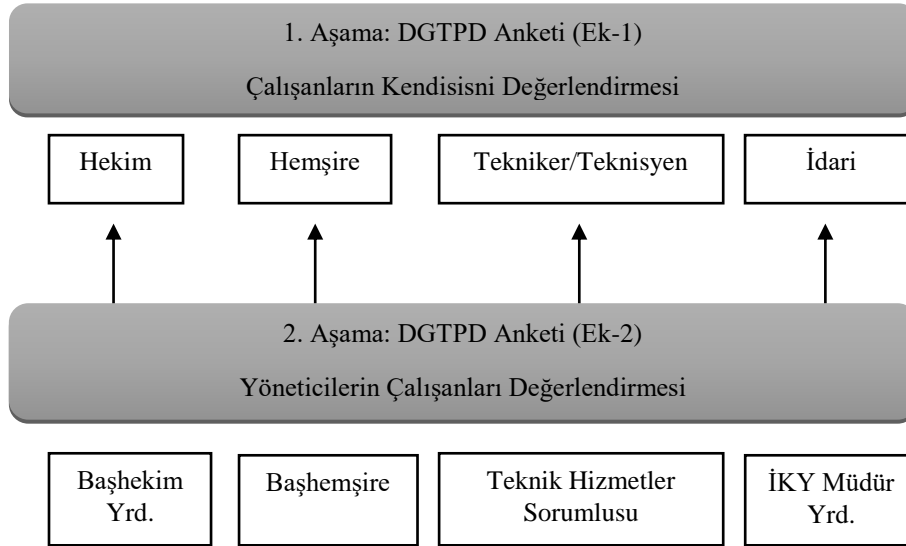 1. Aşama: DGTPD Anketi (Ek-1)
Çalışanların Kendisisni Değerlendirmesi
Hekim
Hemşire
Tekniker/Teknisyen
İdari
2. Aşama: DGTPD Anketi (Ek-2)
Yöneticilerin Çalışanları Değerlendirmesi
Başhekim
Yrd.
Başhemşire
Teknik Hizmetler
Sorumlusu
İKY Müdür
Yrd.